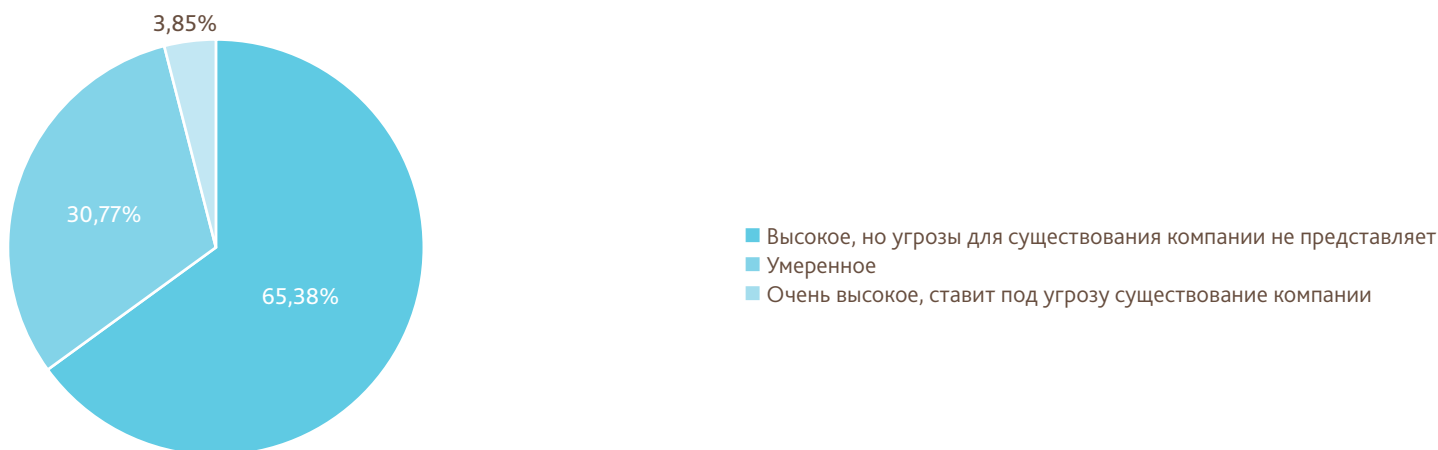 3,85%
30,77%
65,38%
Высокое, но угрозы для существования компании не представляет
Умеренное
Очень высокое, ставит под угрозу существование компании